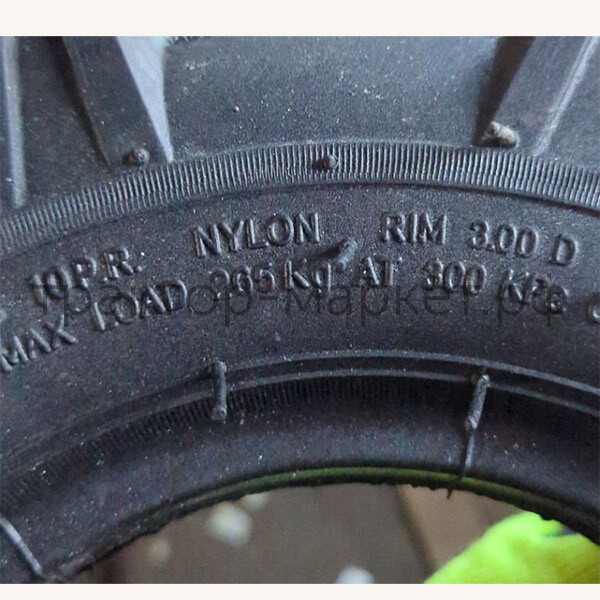 10P.R. NYLON RIM 3.00 D
MAX LOAD 265 KG AT 300 KPa
трактор-маркет.рф